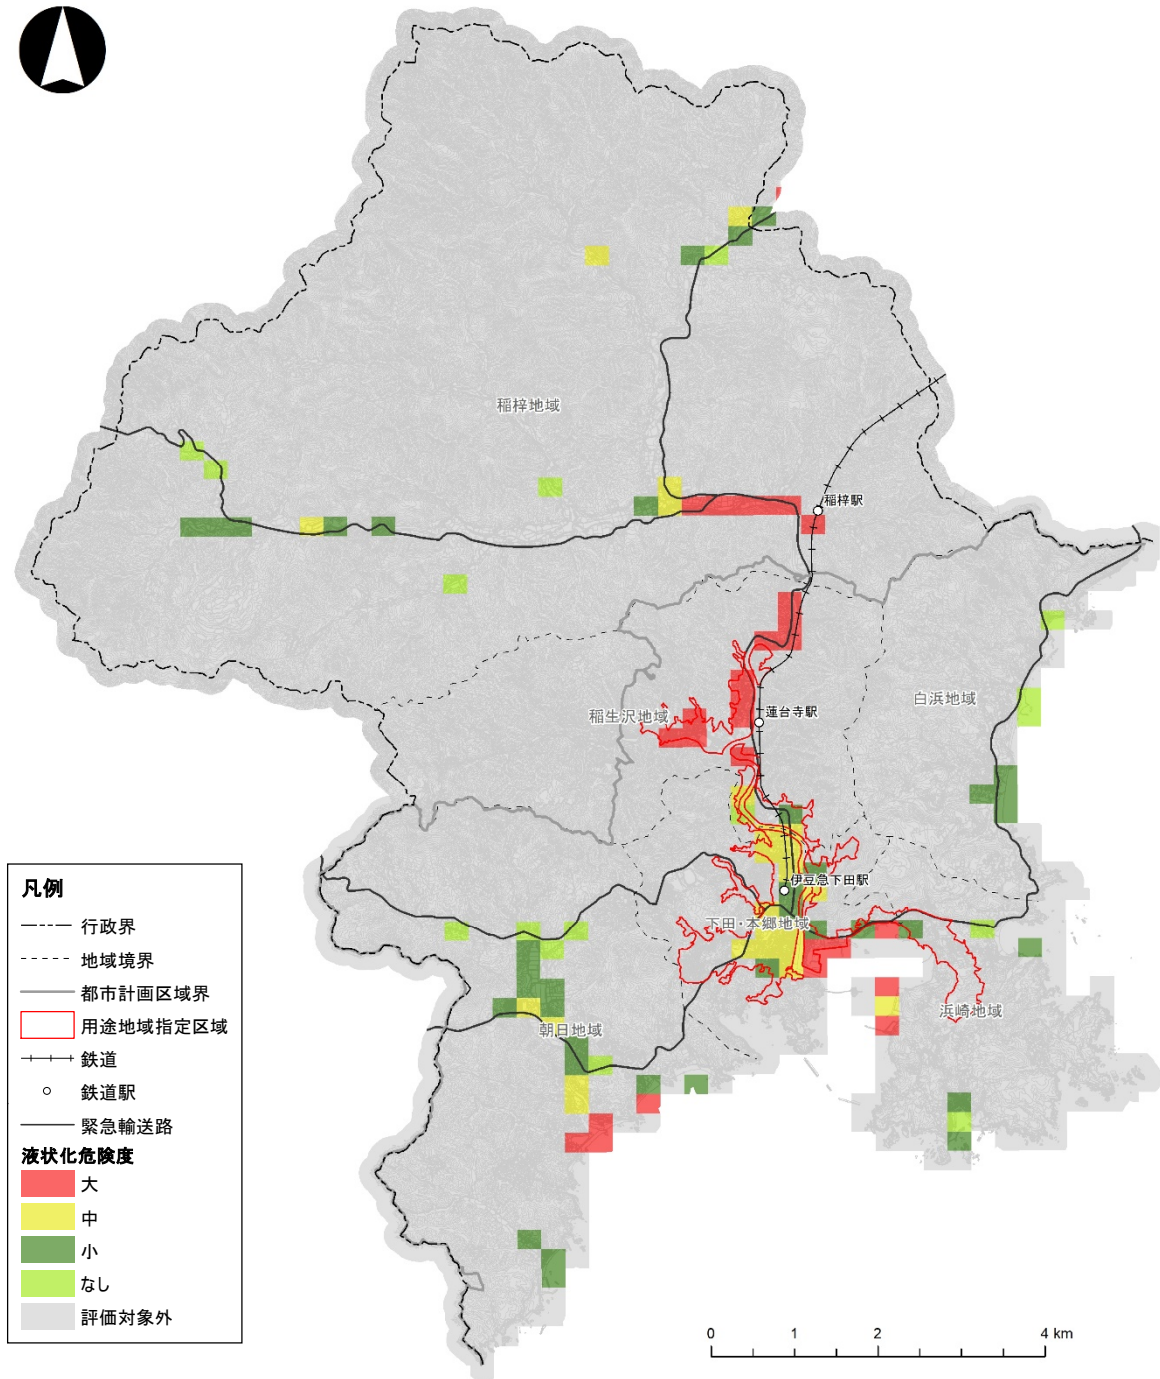 稲梓地域
稲梓駅
白浜地域
稲生沢地域
蓮台寺駅
伊豆急下田駅
下田・本郷地域
浜崎地域
朝日地域
凡例
行政界
地域境界
都市計画区域界
用途地域指定区域
鉄道
鉄道駅
緊急輸送路
液状化危険度
大
中
小
なし
評価対象外
0 1 2 4 km